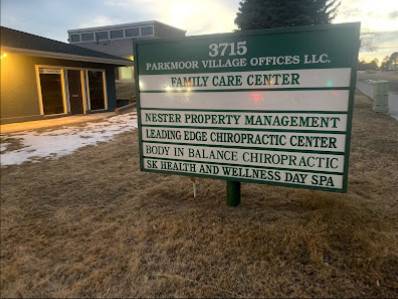 3715
PARKMOOR VILLAGE OFFICES LLC.
FAMILY CARE CENTER
NESTER PROPERTY MANAGEMENT
LEADING EDGE CHIROPRACTIC CENTER
BODY IN BALANCE CHIROPRACTIC
SK HEALTH AND WELLNESS DAY SPA